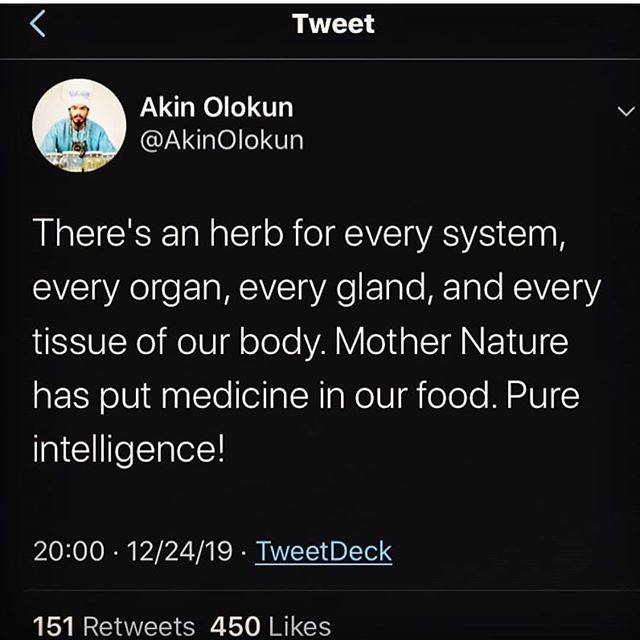 Tweet
Akin Olokun
@AkinOlokun
There's an herb for every system,
every organ, every gland, and every
tissue of our body. Mother Nature
has put medicine in our food. Pure
intelligence!
20:00 · 12/24/19 · TweetDeck
151 Retweets 450 Likes